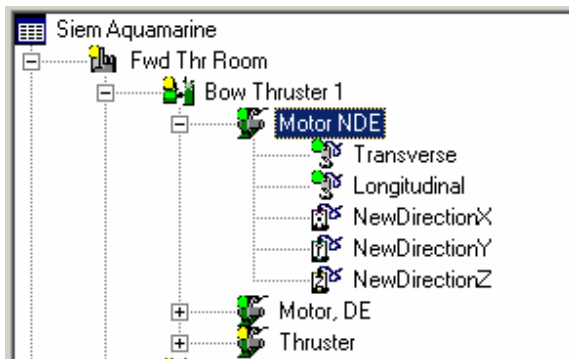 Siem Aquamarine
Fwd Thr Room
Bow Thruster 1
Motor NDE
Transverse
Longitudinal
NewDirectionX
NewDirectionY
NewDirectionZ
Motor, DE
Thruster